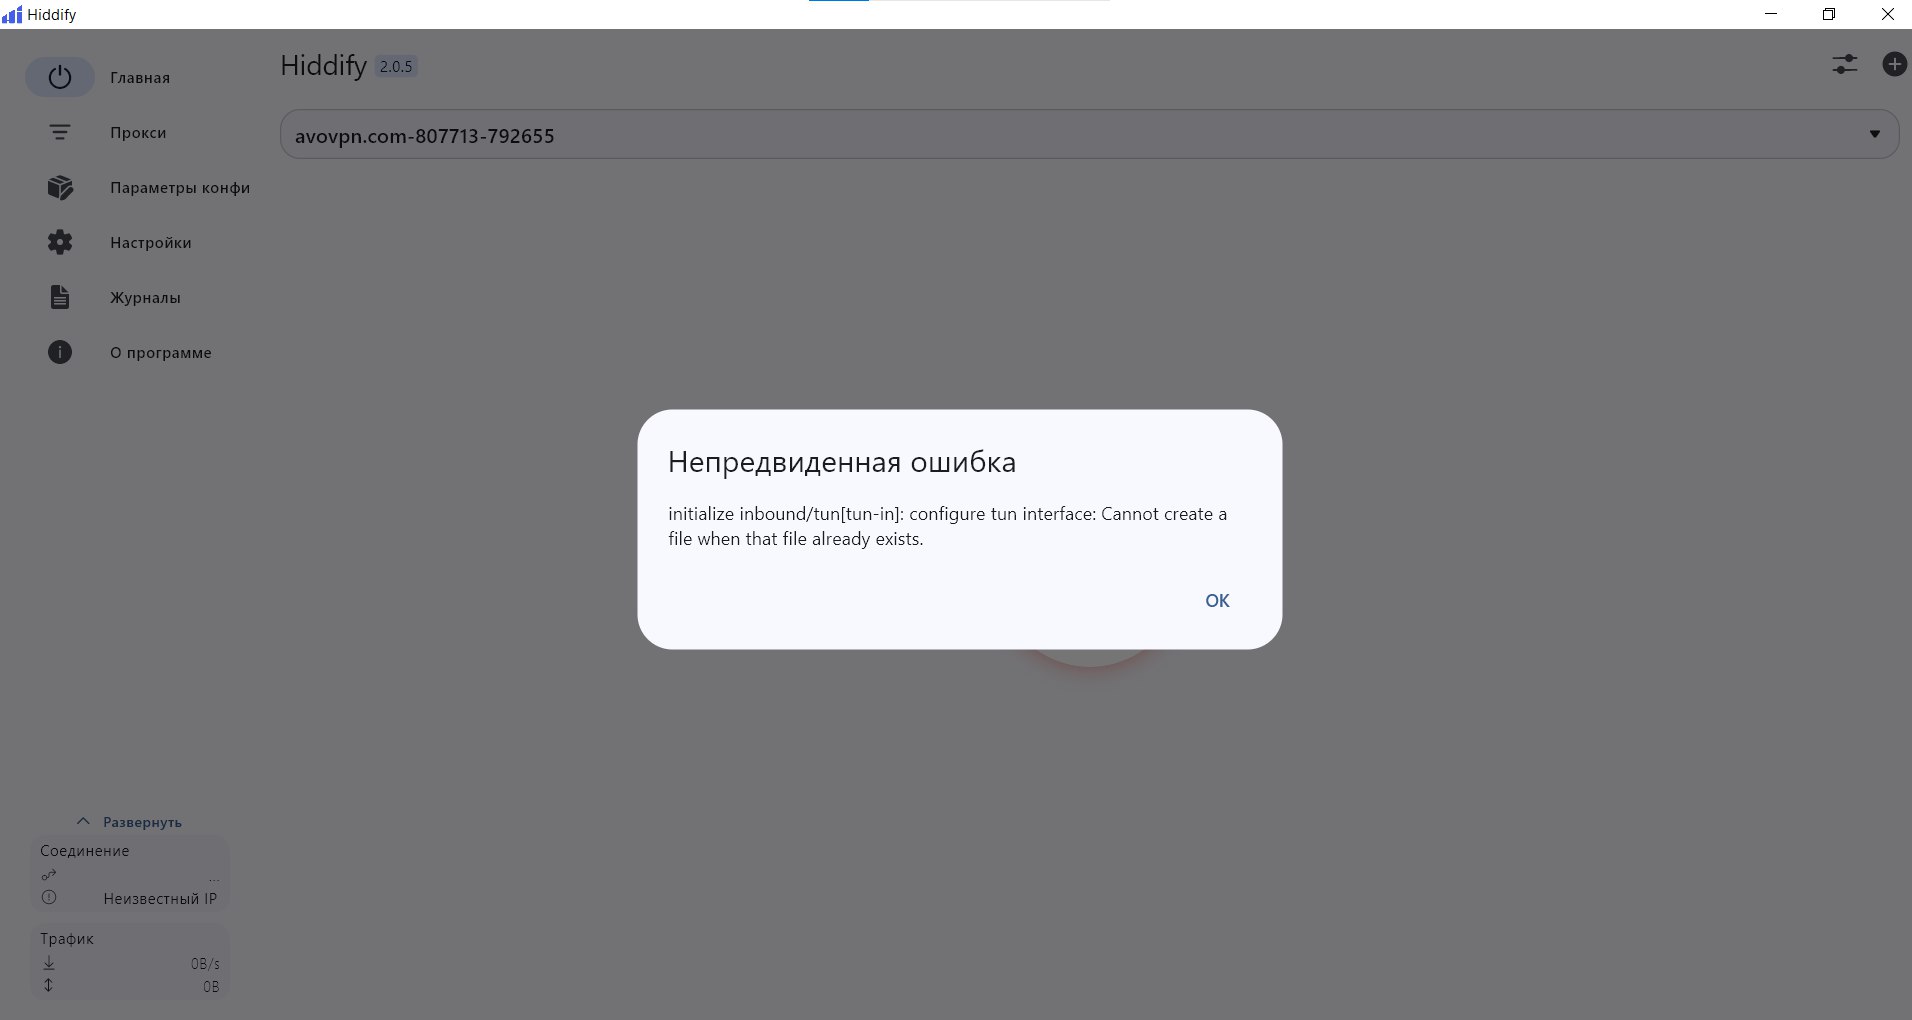 Hiddify
Главная
Прокси
Параметры конфи
Настройки
Журналы
О программе
Hiddify 2.0.5
avovpn.com-807713-792655
Непредвиденная ошибка
initialize inbound/tun[tun-in]: configure tun interface: Cannot create a
file when that file already exists.
ОК
Развернуть
Соединение
...
Неизвестный IP
Трафик
0B/s
0B